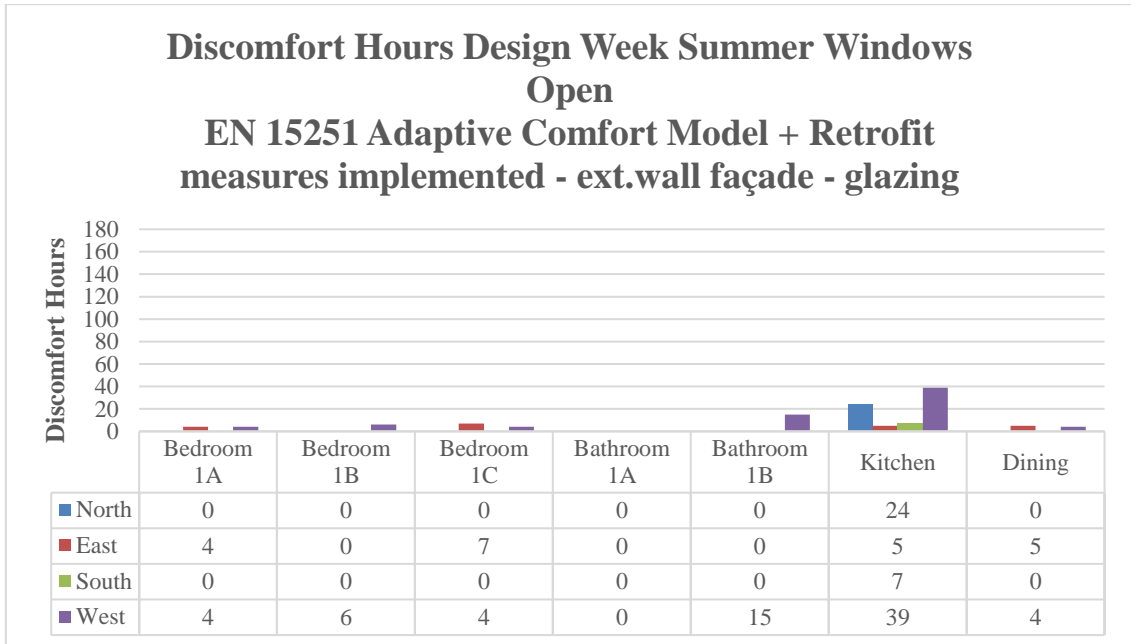 Discomfort Hours Design Week Summer Windows
Open
EN 15251 Adaptive Comfort Model + Retrofit
measures implemented - ext.wall façade - glazing
Discomfort Hours
180
160
140
120
100
80
60
40
20
0
Bedroom 1A Bedroom 1B Bedroom 1C Bathroom 1A Bathroom 1B Kitchen Dining
North 0 0 0 0 0 24 0
East 4 0 7 0 0 5 5
South 0 0 0 0 0 7 0
West 4 6 4 0 15 39 4